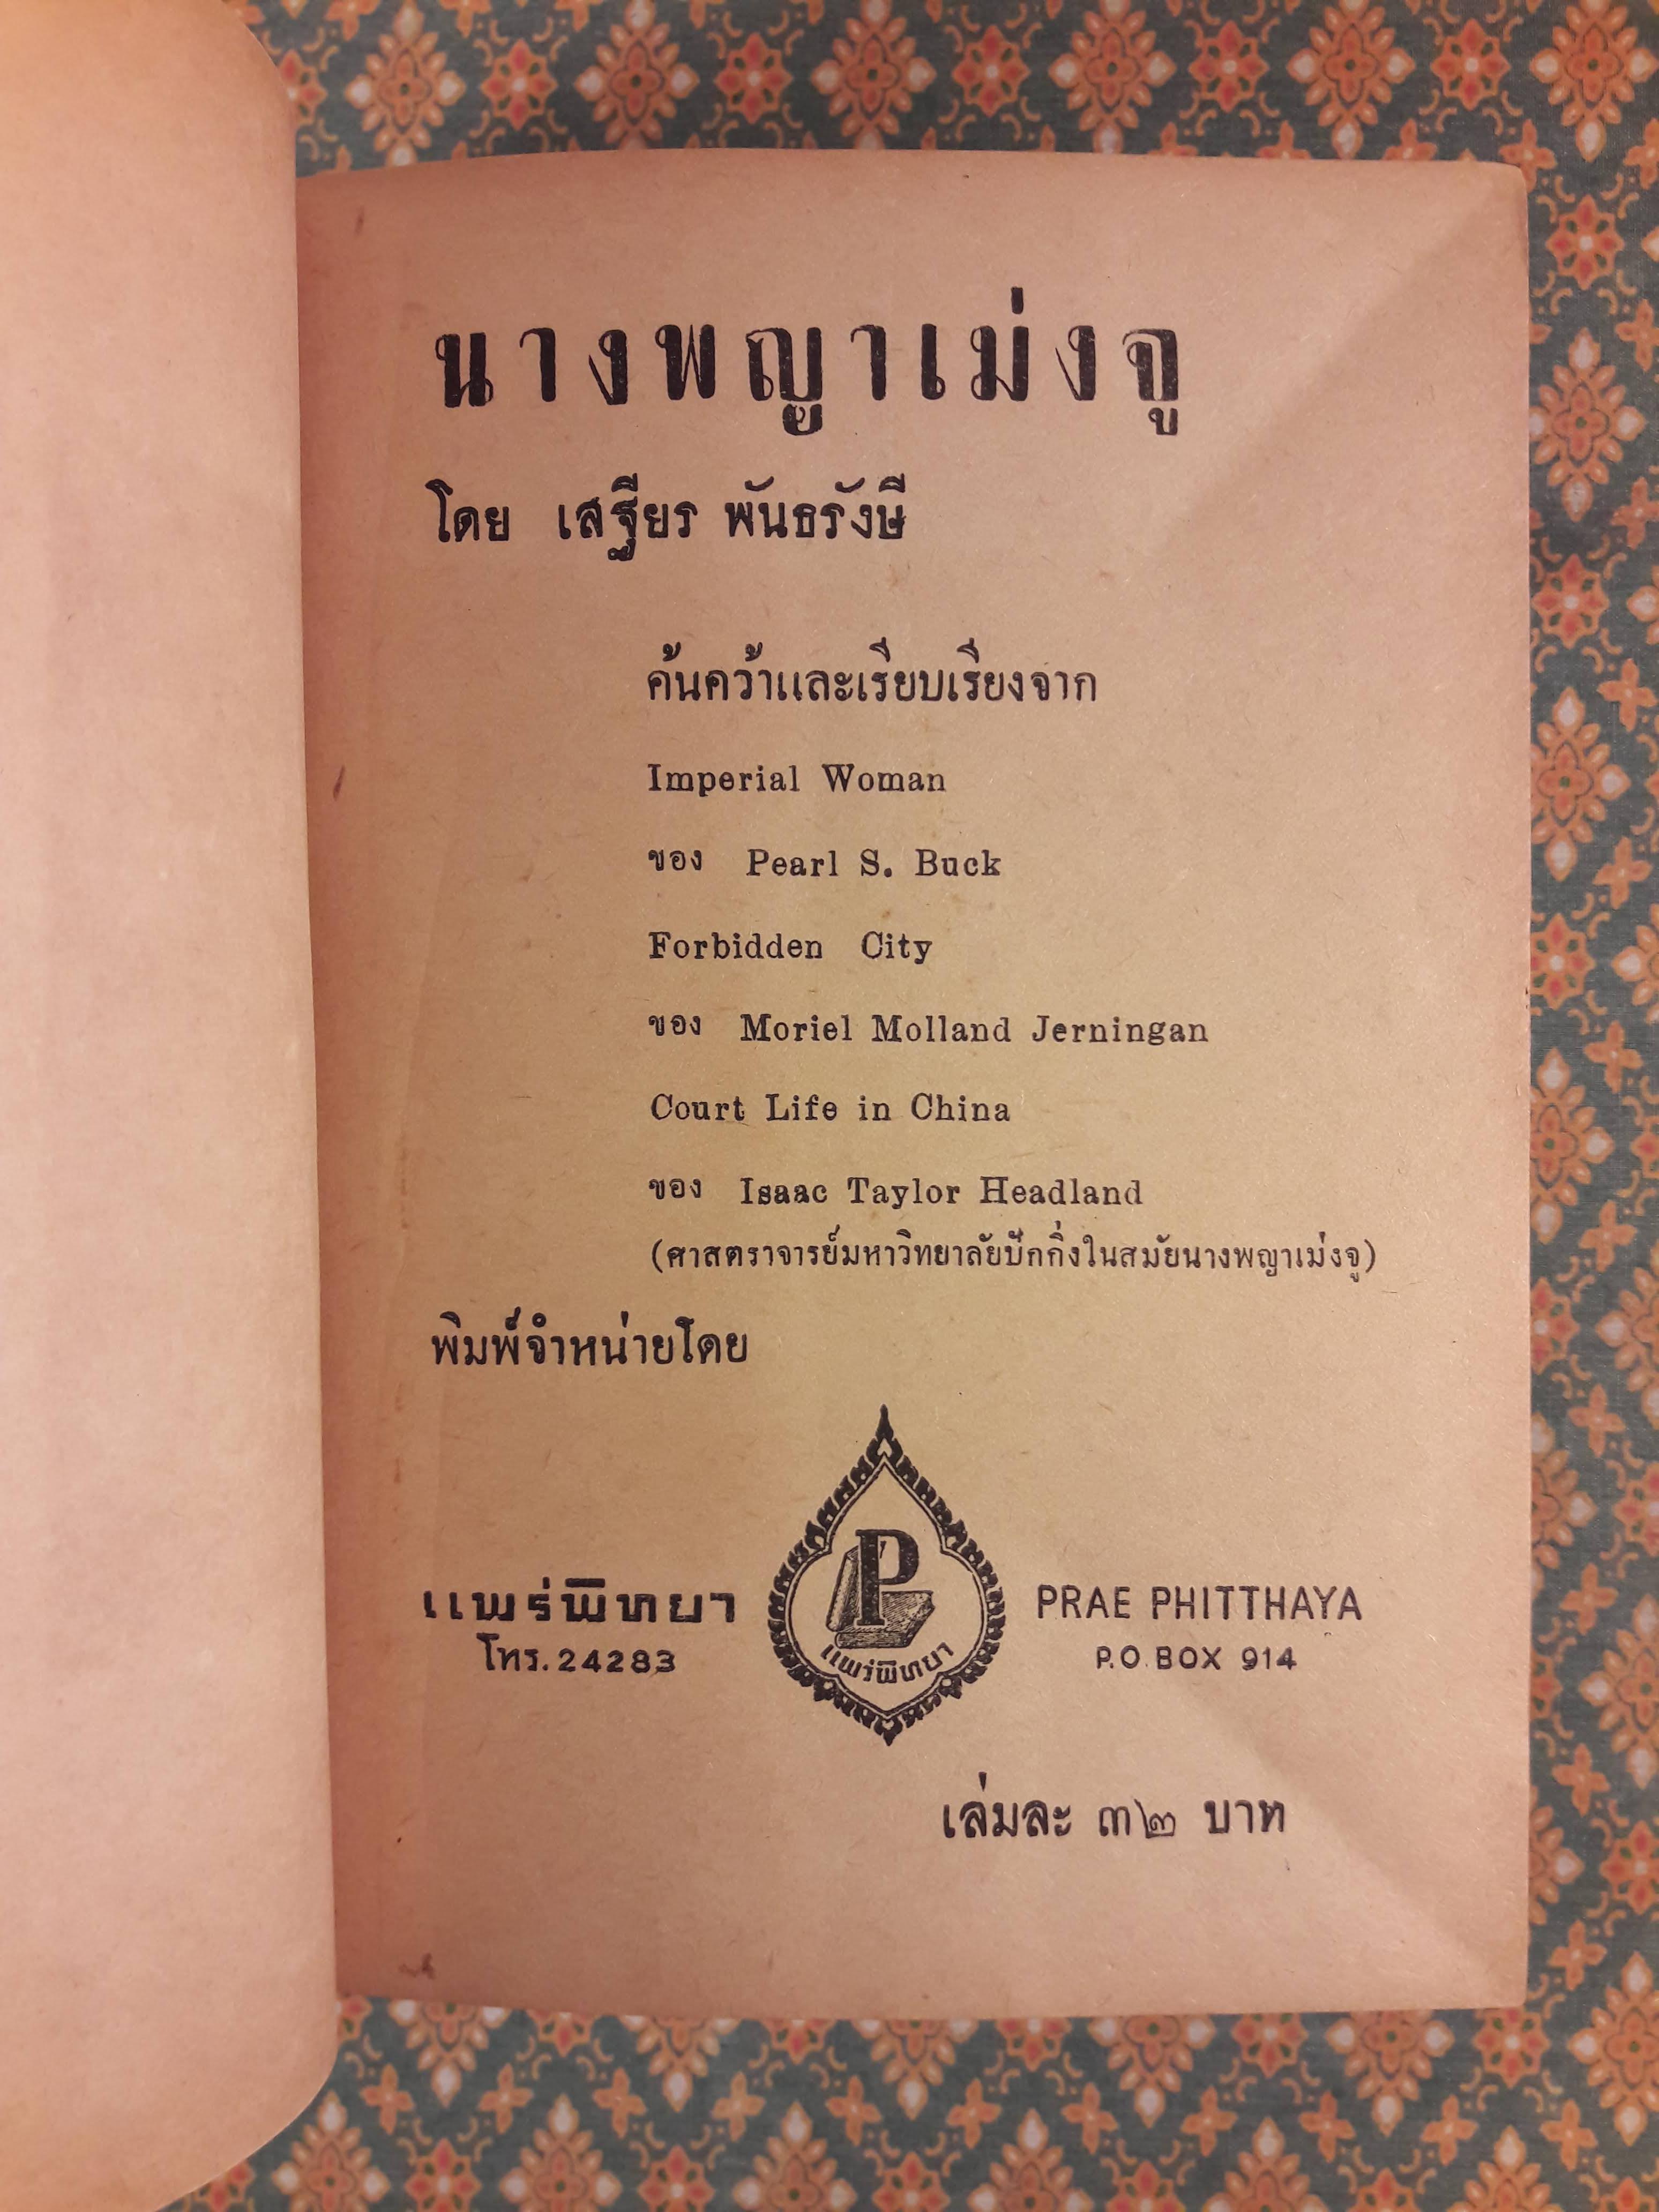 นางพญาเม่งจู
โดย เสฐียร พันธรังษี
ค้นคว้าและเรียบเรียงจาก
Imperial Woman
ของ Pearl S. Buck
Forbidden City
ของ Moriel Molland Jerningan
Court Life in China
ของ Isaac Taylor Headland
(ศาสตราจารย์มหาวิทยาลัยปักกิ่งในสมัยนางพญาเม่งจู)
พิมพ์จำหน่ายโดย
แพร่พิทยา
โทร. 24283
P
แพร่พิทยา
PRAE PHITTHAYA
P.O. BOX 914
เล่มละ ๓๒ บาท